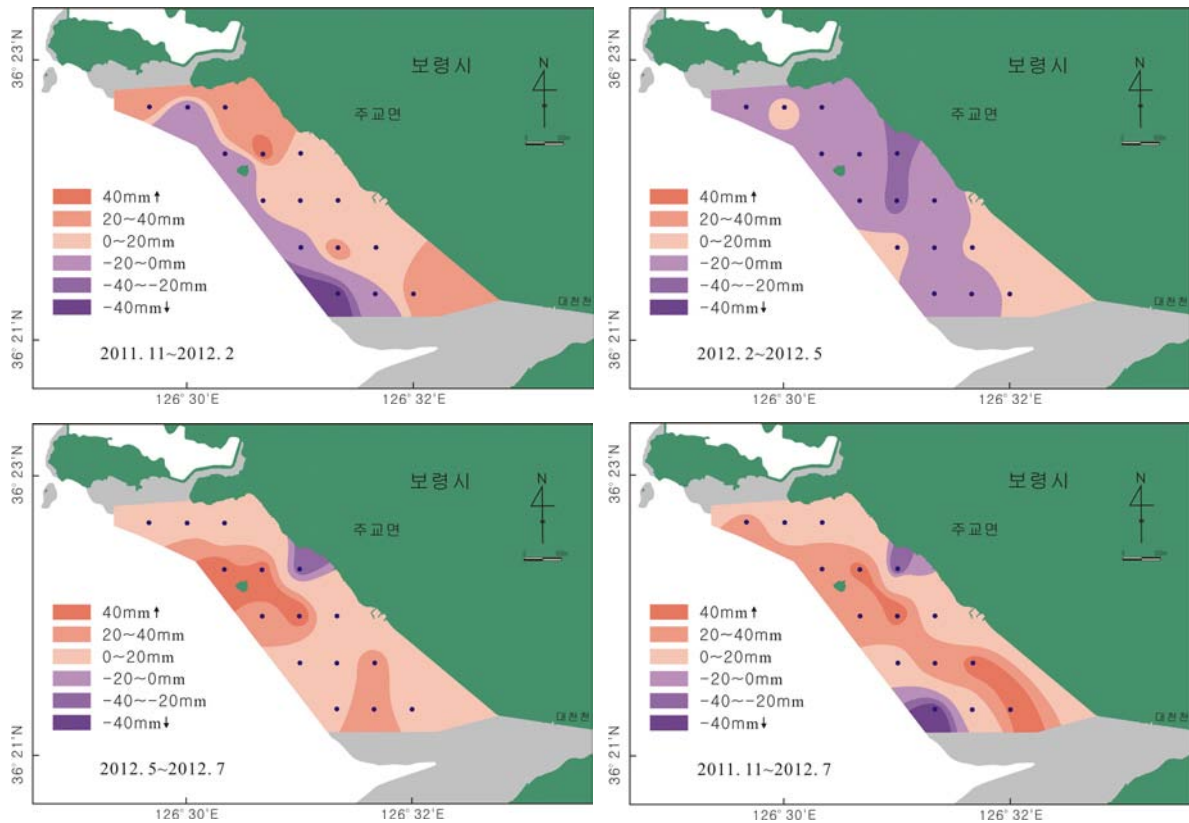 36° 23′N
36° 21′N
보령시
주교면
N
40mm↑
20~40mm
0~20mm
-20~0mm
-40~-20mm
-40mm↓
대천천
2011. 11~2012. 2
126° 30′E
126° 32′E
36° 23′N
36° 21′N
보령시
주교면
N
40mm↑
20~40mm
0~20mm
-20~0mm
-40~-20mm
-40mm↓
대천천
2012. 2~2012. 5
126° 30′E
126° 32′E
36° 23′N
36° 21′N
보령시
주교면
N
40mm↑
20~40mm
0~20mm
-20~0mm
-40~-20mm
-40mm↓
대천천
2012. 5~2012. 7
126° 30′E
126° 32′E
36° 23′N
36° 21′N
보령시
주교면
N
40mm↑
20~40mm
0~20mm
-20~0mm
-40~-20mm
-40mm↓
대천천
2011. 11~2012. 7
126° 30′E
126° 32′E